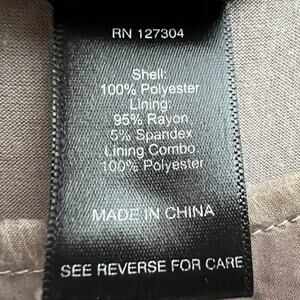 RN 127304
Shell:
100% Polyester
Lining:
95% Rayon
5% Spandex
Lining Combo
100% Polyester
MADE IN CHINA
SEE REVERSE FOR CARE